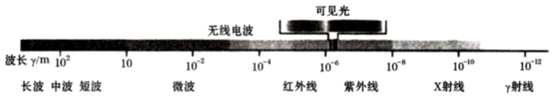 可见光
无线电波
波长 γ/m 10² 10 10⁻² 10⁻⁴ 10⁻⁶ 10⁻⁸ 10⁻¹⁰ 10⁻¹²
长波 中波 短波 微波 红外线 紫外线 X射线 γ射线